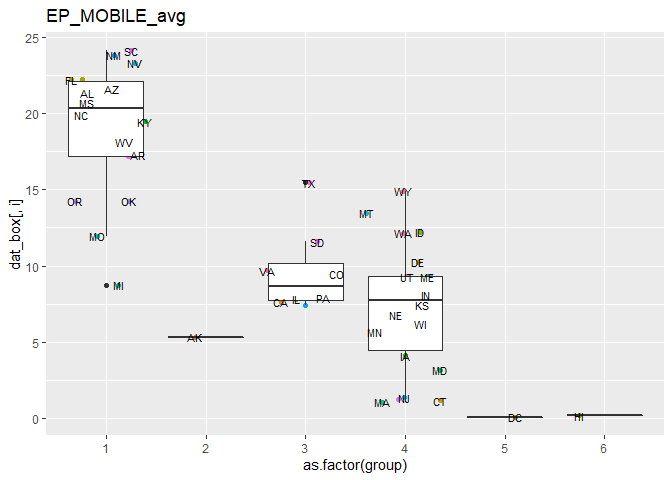 EP_MOBILE_avg
25
20
15
10
5
0
dat_box[, i]
NM SC
NV
FL
AL AZ
MS
NC KY
WV
AR
OR OK
MO
MI
AK
TX
SD
VA CO
CA IL PA
WY
MT
WA ID
DE
UT ME
IN
KS
NE
WI
MN
IA
MD
MA NJ CT
DC
HI
1 2 3 4 5 6
as.factor(group)